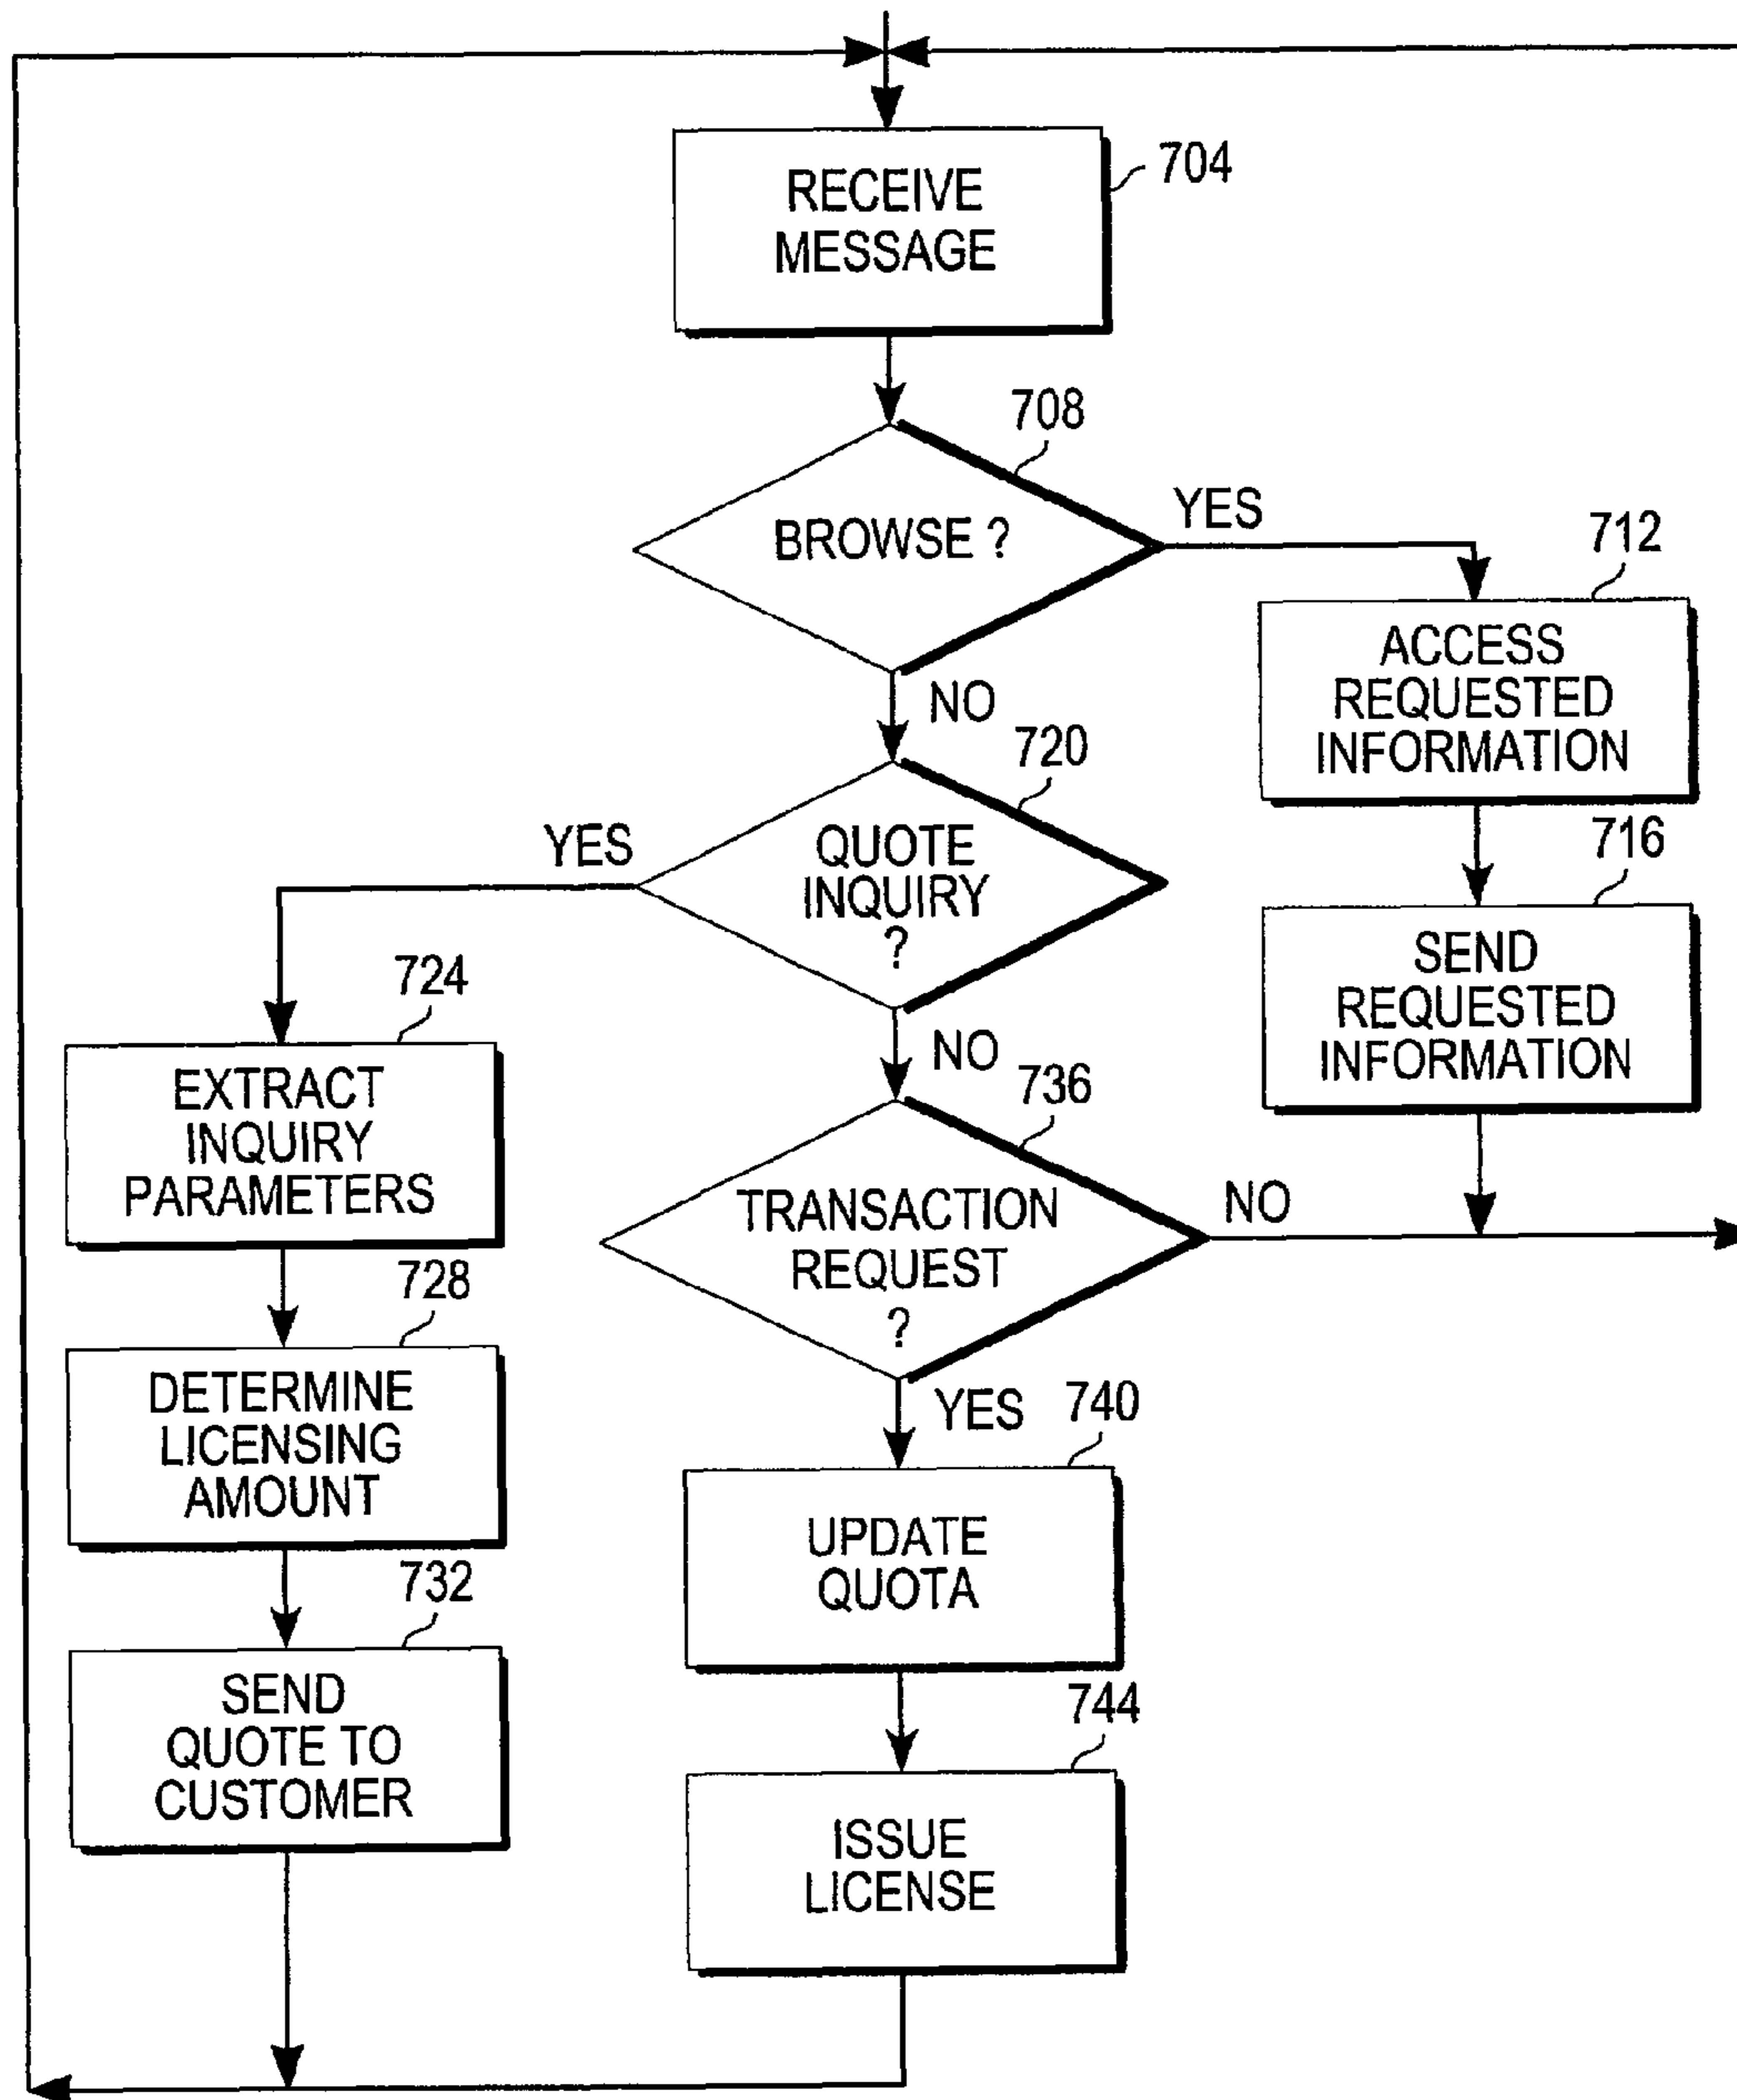 RECEIVE
MESSAGE
704
708
BROWSE ?
YES
712
ACCESS
REQUESTED
INFORMATION
NO
720
QUOTE
INQUIRY
?
YES
716
SEND
REQUESTED
INFORMATION
724
EXTRACT
INQUIRY
PARAMETERS
NO
736
TRANSACTION
REQUEST
?
NO
728
DETERMINE
LICENSING
AMOUNT
YES
740
UPDATE
QUOTA
732
SEND
QUOTE TO
CUSTOMER
744
ISSUE
LICENSE